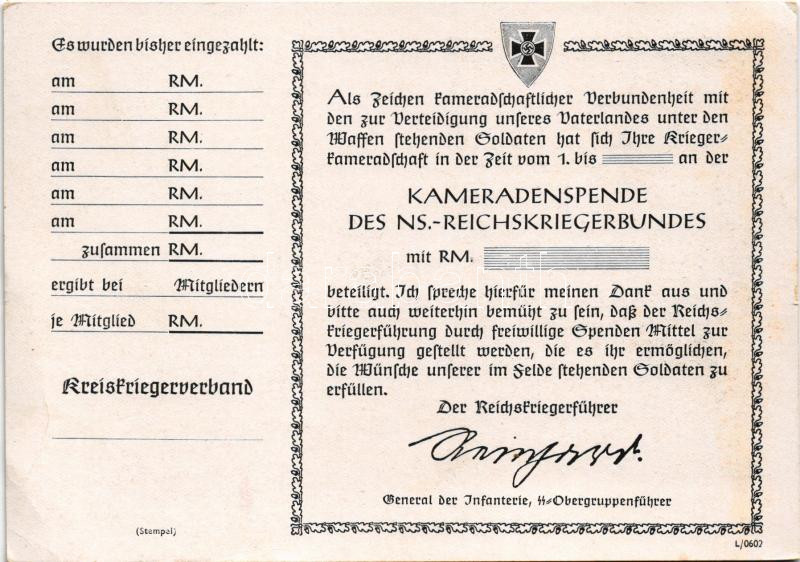 Es wurden bisher eingezahlt:
am RM.
am RM.
am RM.
am RM.
am RM.
am RM.
zusammen RM.
ergibt bei Mitgliedern
je Mitglied RM.
Kreiskriegerverband
(Stempel)
Als Zeichen kameradschaftlicher Verbundenheit mit
den zur Verteidigung unseres Vaterlandes unter den
Waffen stehenden Soldaten hat sich Ihre Krieger-
kameradschaft in der Zeit vom 1. bis an der
KAMERADENSPENDE
DES NS.-REICHSKRIEGERBUNDES
mit RM.
beteiligt. Ich spreche hierfür meinen Dank aus und
bitte auch weiterhin bemüht zu sein, daß der Reichs-
kriegerführung durch freiwillige Spenden Mittel zur
Verfügung gestellt werden, die es ihr ermöglichen,
die Wünsche unserer im Felde stehenden Soldaten zu
erfüllen.
Der Reichskriegerführer
Reinhard.
General der Infanterie, ᛋᛋ-Obergruppenführer
L/0602